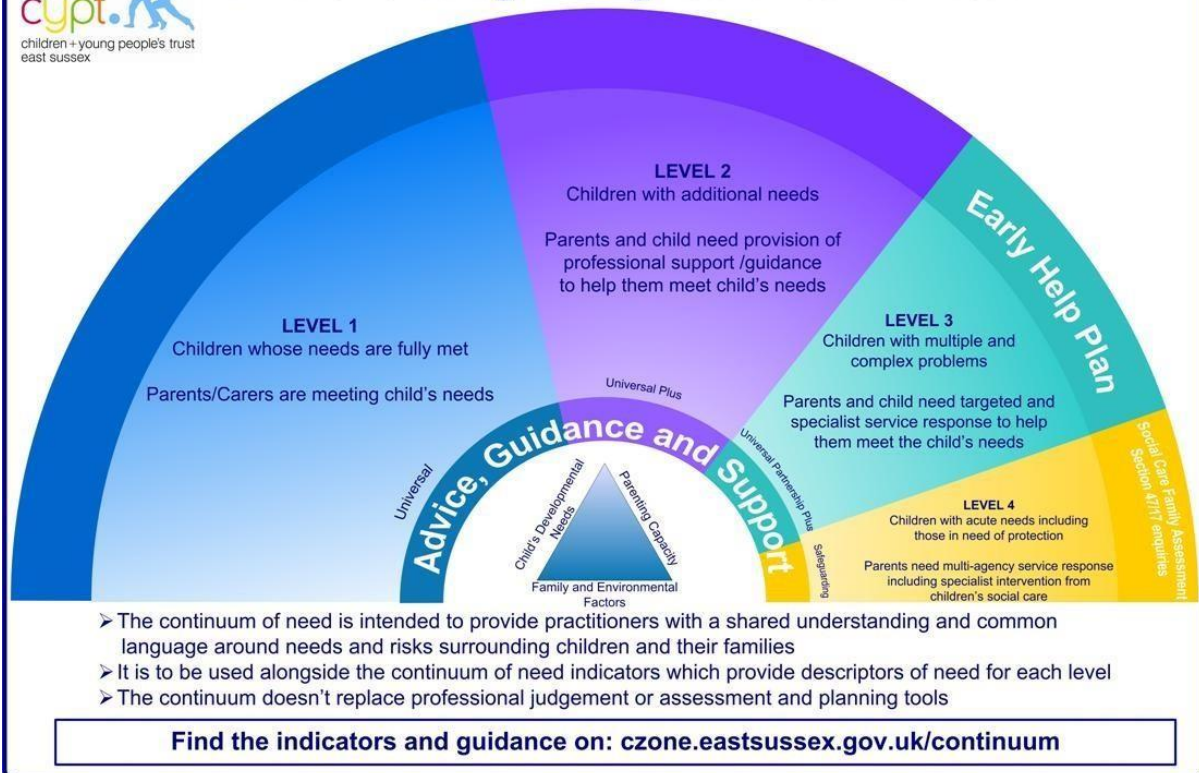 cypt.
children + young people's trust
east sussex
LEVEL 1
Children whose needs are fully met
Parents/Carers are meeting child's needs
LEVEL 2
Children with additional needs
Parents and child need provision of
professional support /guidance
to help them meet child's needs
Early Help Plan
LEVEL 3
Children with multiple and
complex problems
Parents and child need targeted and
specialist service response to help
them meet the child's needs
Social Care Family Assessment
Section 47/17 enquiries
LEVEL 4
Children with acute needs including
those in need of protection
Parents need multi-agency service response
including specialist intervention from
children's social care
Universal
Universal Plus
Universal Partnership Plus
Safeguarding
Advice, Guidance and Support
Child's Developmental
Needs
Parenting Capacity
Family and Environmental
Factors
➢ The continuum of need is intended to provide practitioners with a shared understanding and common
language around needs and risks surrounding children and their families
➢ It is to be used alongside the continuum of need indicators which provide descriptors of need for each level
➢ The continuum doesn't replace professional judgement or assessment and planning tools
Find the indicators and guidance on: czone.eastsussex.gov.uk/continuum